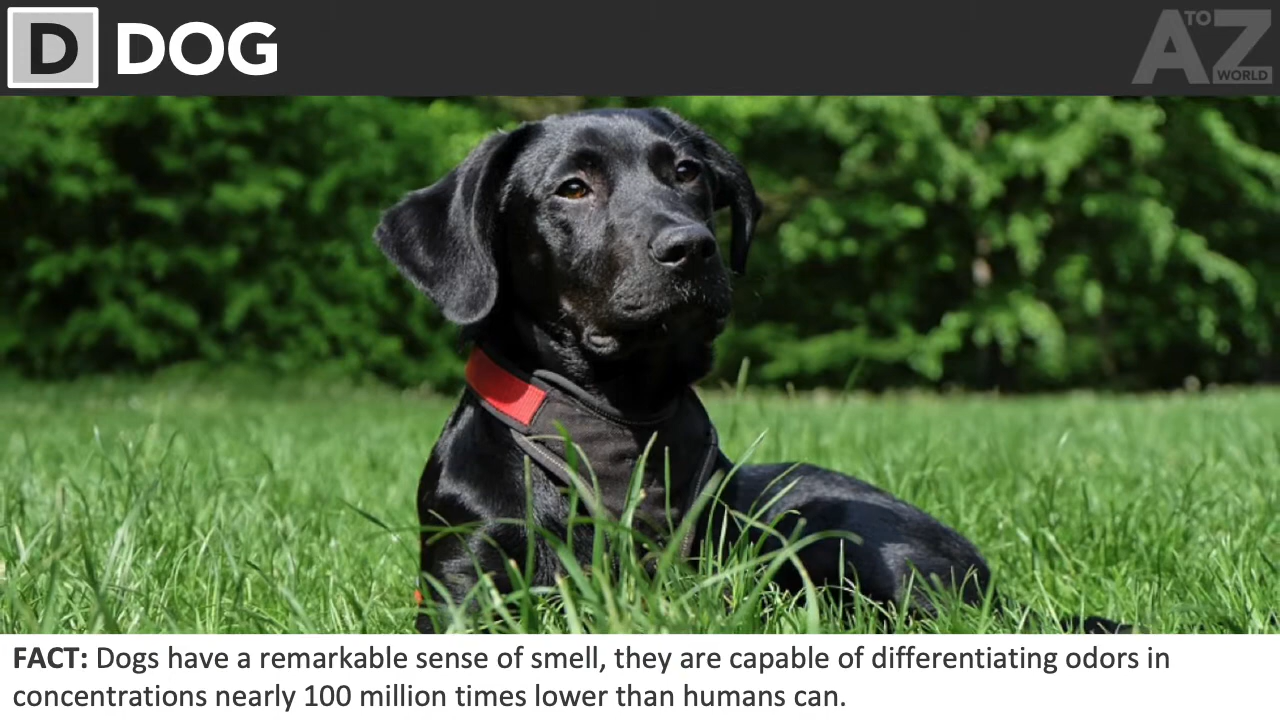 D DOG
A TO Z WORLD
FACT: Dogs have a remarkable sense of smell, they are capable of differentiating odors in
concentrations nearly 100 million times lower than humans can.